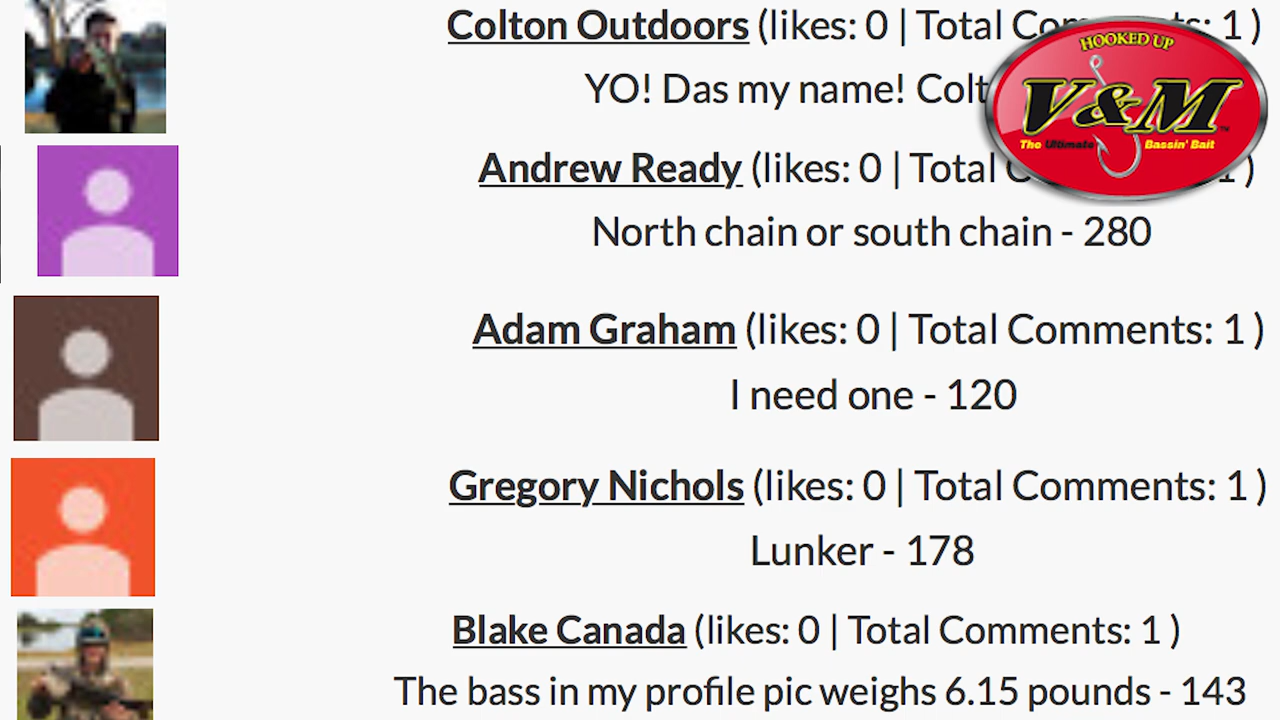 Colton Outdoors (likes: 0 | Total Comments: 1 )
YO! Das my name! Colt
HOOKED UP
V&M™
The Ultimate Bassin' Bait
Andrew Ready (likes: 0 | Total 1 )
North chain or south chain - 280
Adam Graham (likes: 0 | Total Comments: 1 )
I need one - 120
Gregory Nichols (likes: 0 | Total Comments: 1 )
Lunker - 178
Blake Canada (likes: 0 | Total Comments: 1 )
The bass in my profile pic weighs 6.15 pounds - 143